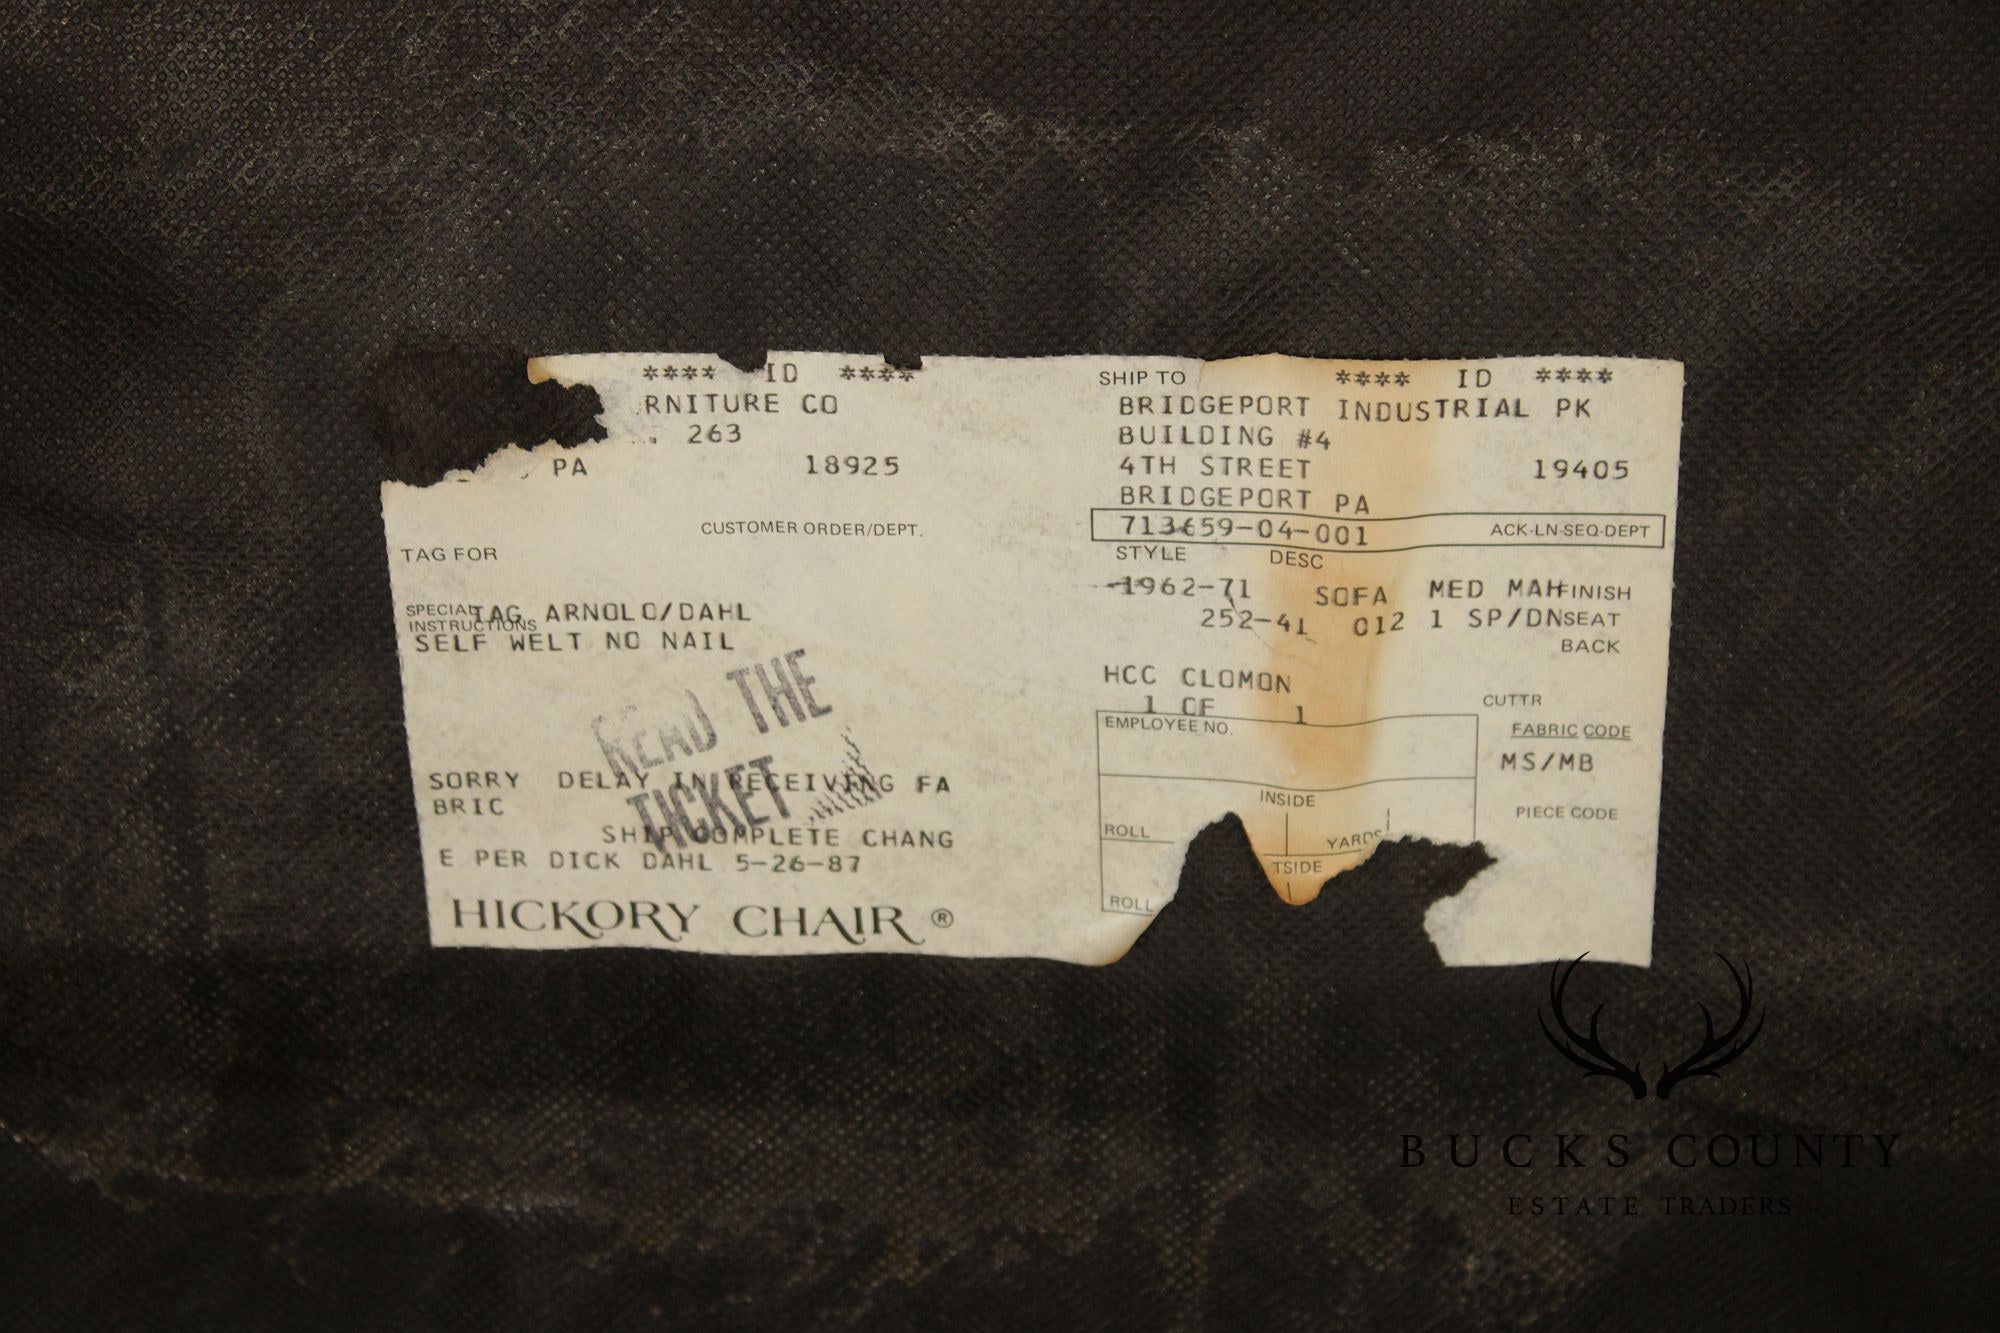 **** ID ****
RNITURE CO
263
PA 18925
CUSTOMER ORDER/DEPT.
TAG FOR
SPECIAL INSTRUCTIONS
TAG ARNOLD/DAHL
SELF WELT NO NAIL
READ THE
TICKET
SORRY DELAY IN RECEIVING FA
BRIC
SHIP COMPLETE CHANG
E PER DICK DAHL 5-26-87
HICKORY CHAIR ®
SHIP TO **** ID ****
BRIDGEPORT INDUSTRIAL PK
BUILDING #4
4TH STREET 19405
BRIDGEPORT PA
713659-04-001 ACK-LN-SEQ-DEPT
STYLE DESC
1962-71 SOFA MED MAH FINISH
252-41 012 1 SP/DN SEAT
BACK
HCC CLOMON
1 OF 1
CUTTR
EMPLOYEE NO.
FABRIC CODE
MS/MB
INSIDE
PIECE CODE
ROLL YARDS
TSIDE
ROLL
BUCKS COUNTY
ESTATE TRADERS